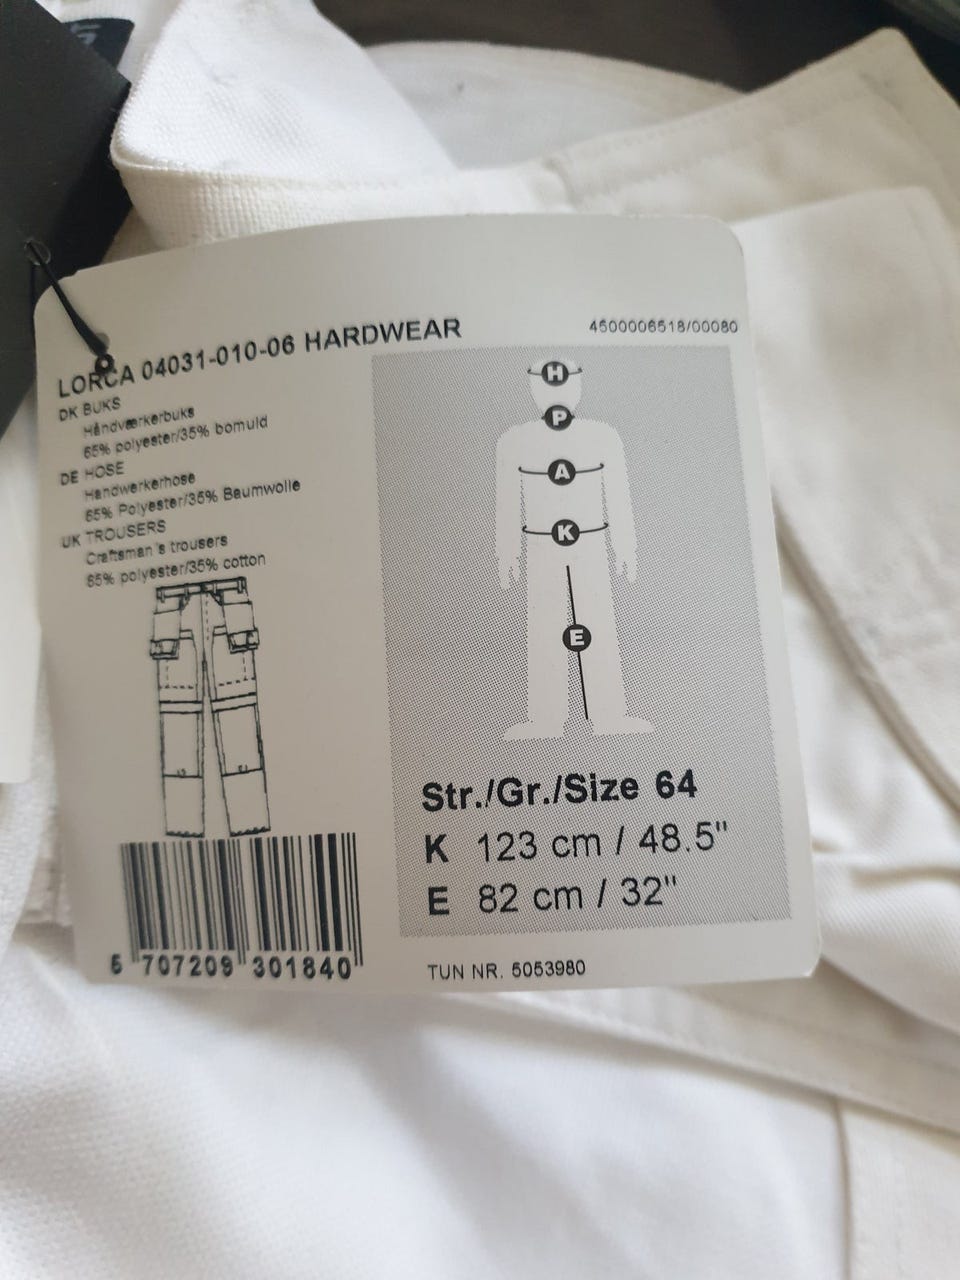 LORCA 04031-010-06 HARDWEAR
4500006518/00080
DK BUKS
Håndværkerbuks
65% polyester/35% bomuld
DE HOSE
Handwerkerhose
65% Polyester/35% Baumwolle
UK TROUSERS
Craftsman's trousers
65% polyester/35% cotton
H
P
A
K
E
Str./Gr./Size 64
K 123 cm / 48.5"
E 82 cm / 32"
5 707209 301840
TUN NR. 5053980